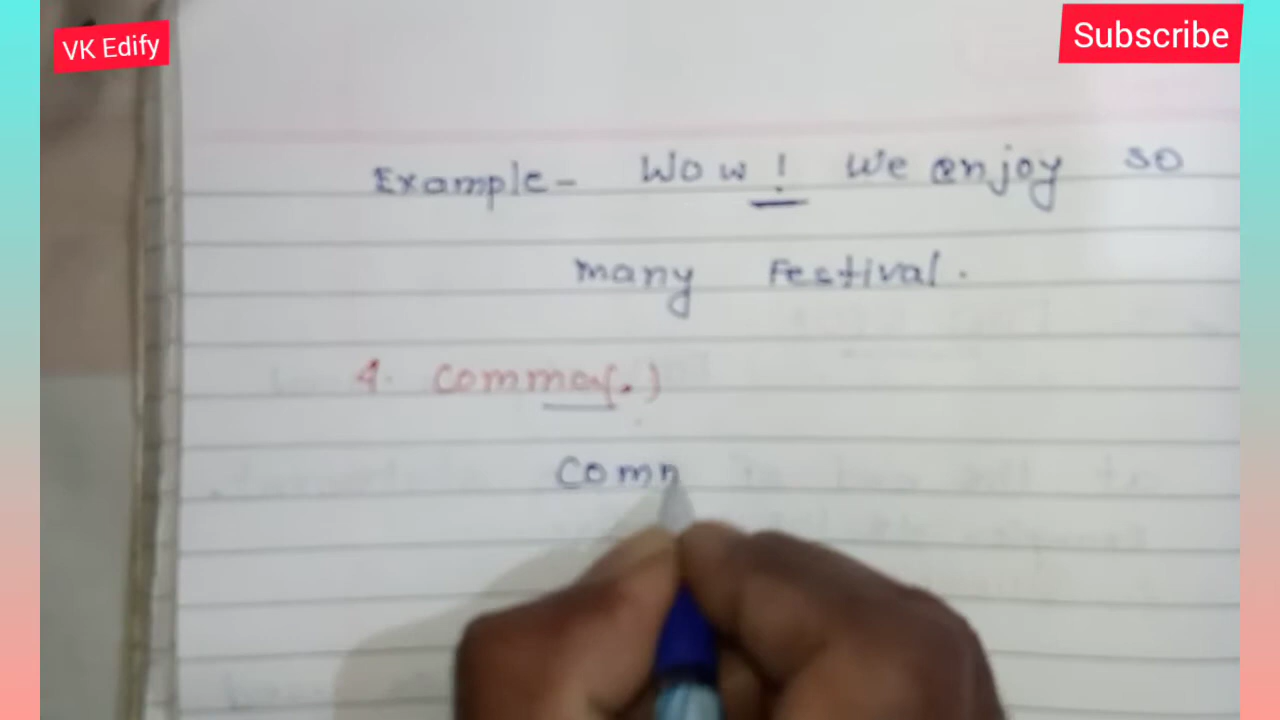 VK Edify
Subscribe
Example - Wow! We enjoy so
many Festival.
4. Comma(.)
Comm